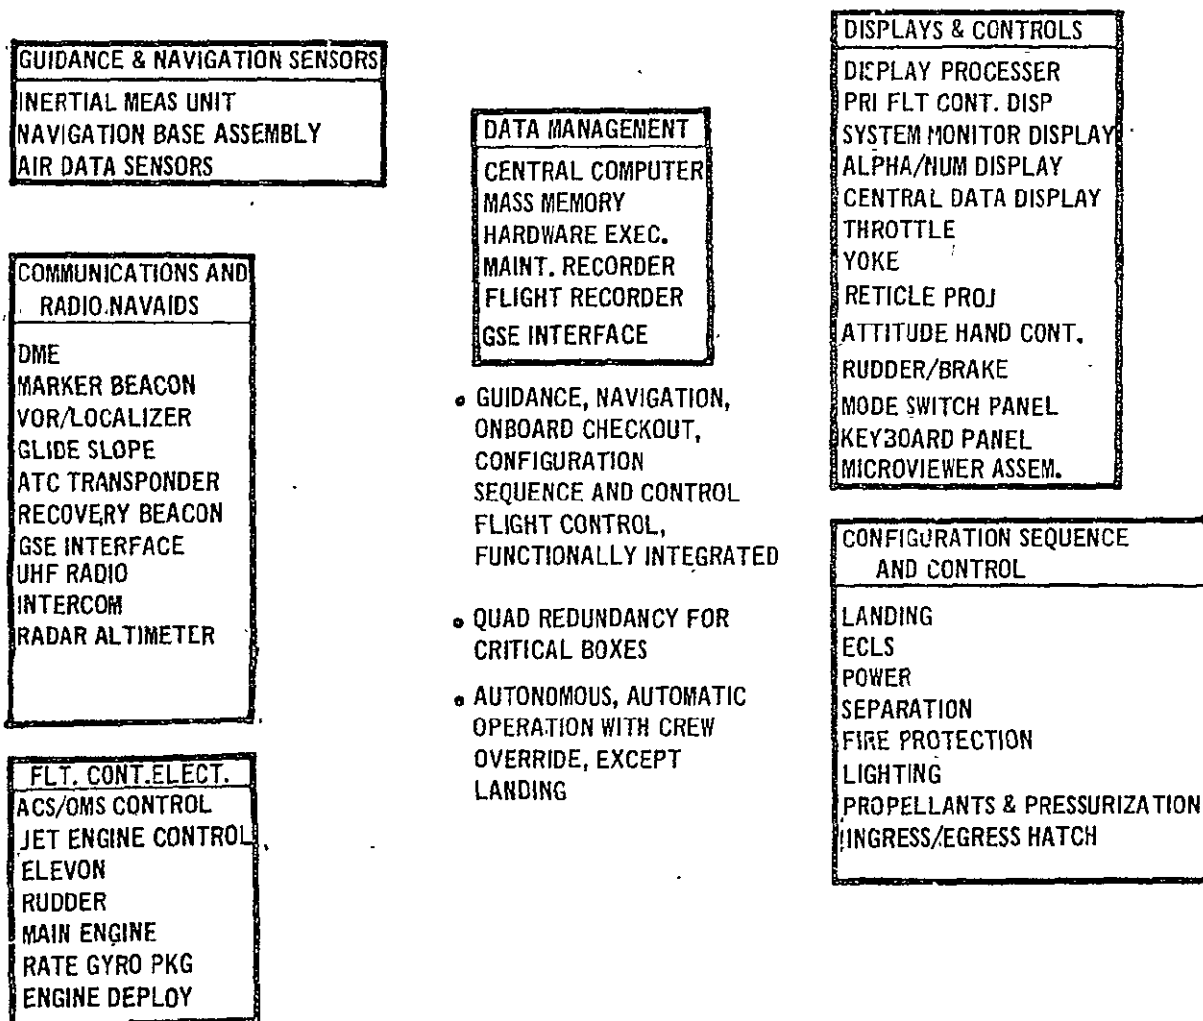 GUIDANCE & NAVIGATION SENSORS
INERTIAL MEAS UNIT
NAVIGATION BASE ASSEMBLY
AIR DATA SENSORS
COMMUNICATIONS AND
RADIO NAVAIDS
DME
MARKER BEACON
VOR/LOCALIZER
GLIDE SLOPE
ATC TRANSPONDER
RECOVERY BEACON
GSE INTERFACE
UHF RADIO
INTERCOM
RADAR ALTIMETER
FLT. CONT. ELECT.
ACS/OMS CONTROL
JET ENGINE CONTROL
ELEVON
RUDDER
MAIN ENGINE
RATE GYRO PKG
ENGINE DEPLOY
DATA MANAGEMENT
CENTRAL COMPUTER
MASS MEMORY
HARDWARE EXEC.
MAINT. RECORDER
FLIGHT RECORDER
GSE INTERFACE
• GUIDANCE, NAVIGATION,
ONBOARD CHECKOUT,
CONFIGURATION
SEQUENCE AND CONTROL
FLIGHT CONTROL,
FUNCTIONALLY INTEGRATED
• QUAD REDUNDANCY FOR
CRITICAL BOXES
• AUTONOMOUS, AUTOMATIC
OPERATION WITH CREW
OVERRIDE, EXCEPT
LANDING
DISPLAYS & CONTROLS
DISPLAY PROCESSER
PRI FLT CONT. DISP
SYSTEM MONITOR DISPLAY
ALPHA/NUM DISPLAY
CENTRAL DATA DISPLAY
THROTTLE
YOKE
RETICLE PROJ
ATTITUDE HAND CONT.
RUDDER/BRAKE
MODE SWITCH PANEL
KEYBOARD PANEL
MICROVIEWER ASSEM.
CONFIGURATION SEQUENCE
AND CONTROL
LANDING
ECLS
POWER
SEPARATION
FIRE PROTECTION
LIGHTING
PROPELLANTS & PRESSURIZATION
INGRESS/EGRESS HATCH